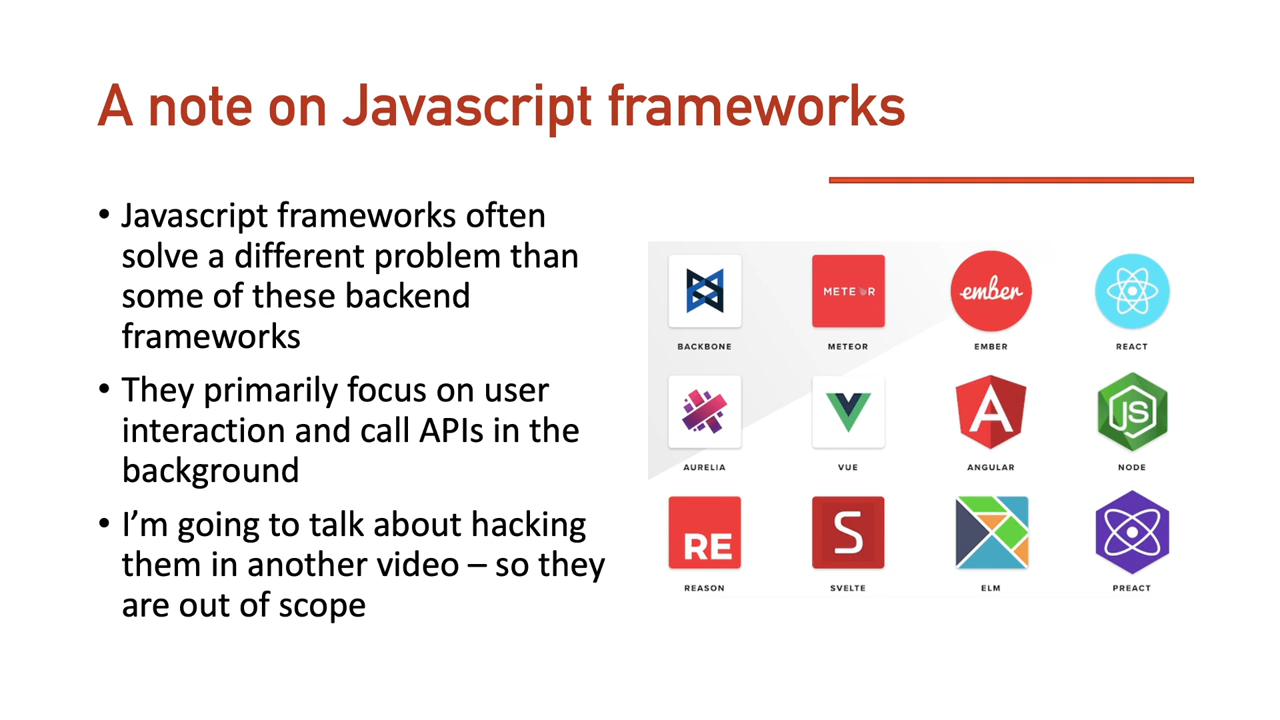 A note on Javascript frameworks
• Javascript frameworks often
solve a different problem than
some of these backend
frameworks
• They primarily focus on user
interaction and call APIs in the
background
• I’m going to talk about hacking
them in another video – so they
are out of scope
METEOR
ember
BACKBONE
METEOR
EMBER
REACT
A
JS
AURELIA
VUE
ANGULAR
NODE
RE
S
REASON
SVELTE
ELM
PREACT